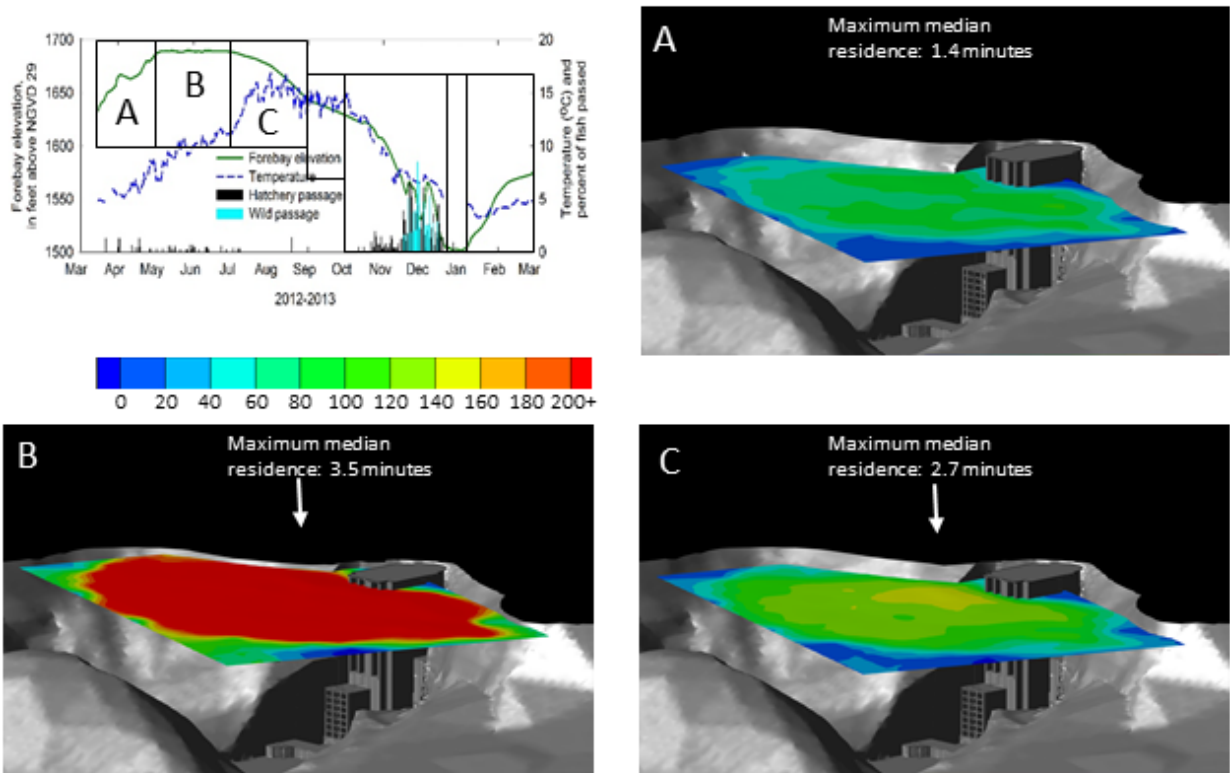 1700
1650
1600
1550
1500
20
15
10
5
0
Forebay elevation,
in feet above NGVD 29
Temperature (°C) and
percent of fish passed
A
B
C
Forebay elevation
Temperature
Hatchery passage
Wild passage
Mar Apr May Jun Jul Aug Sep Oct Nov Dec Jan Feb Mar
2012-2013
A
Maximum median
residence: 1.4 minutes
0 20 40 60 80 100 120 140 160 180 200+
B
Maximum median
residence: 3.5 minutes
C
Maximum median
residence: 2.7 minutes